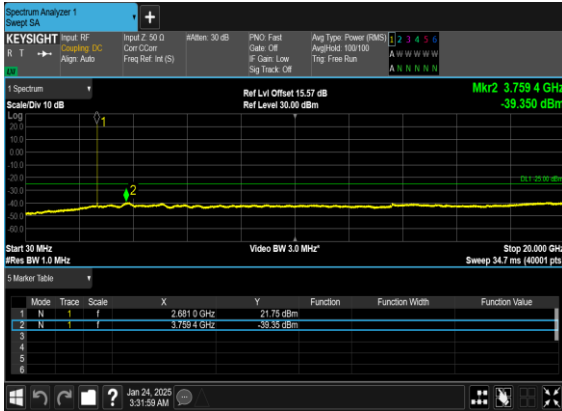 Spectrum Analyzer 1
Swept SA
+
KEYSIGHT Input: RF Input Z: 50 Ω #Atten: 30 dB PNO: Fast Avg Type: Power (RMS) 1 2 3 4 5 6
R T Coupling: DC Corr CCorr Gate: Off Avg|Hold: 100/100 A W W W W W
Align: Auto Freq Ref: Int (S) IF Gain: Low Trig: Free Run
Sig Track: Off A N N N N N
1 Spectrum Ref Lvl Offset 15.57 dB Mkr2 3.759 4 GHz
Scale/Div 10 dB Ref Level 30.00 dBm -39.350 dBm
Log
20.0
10.0
0.00
-10.0
-20.0
-30.0
-40.0
-50.0
-60.0
1
2
DL1 -25.00 dBm
Start 30 MHz Video BW 3.0 MHz* Stop 20.000 GHz
#Res BW 1.0 MHz Sweep 34.7 ms (40001 pts)
5 Marker Table
Mode Trace Scale X Y Function Function Width Function Value
1 N 1 f 2.681 0 GHz 21.75 dBm
2 N 1 f 3.759 4 GHz -39.35 dBm
3
4
5
6
? Jan 24, 2025
3:31:59 AM